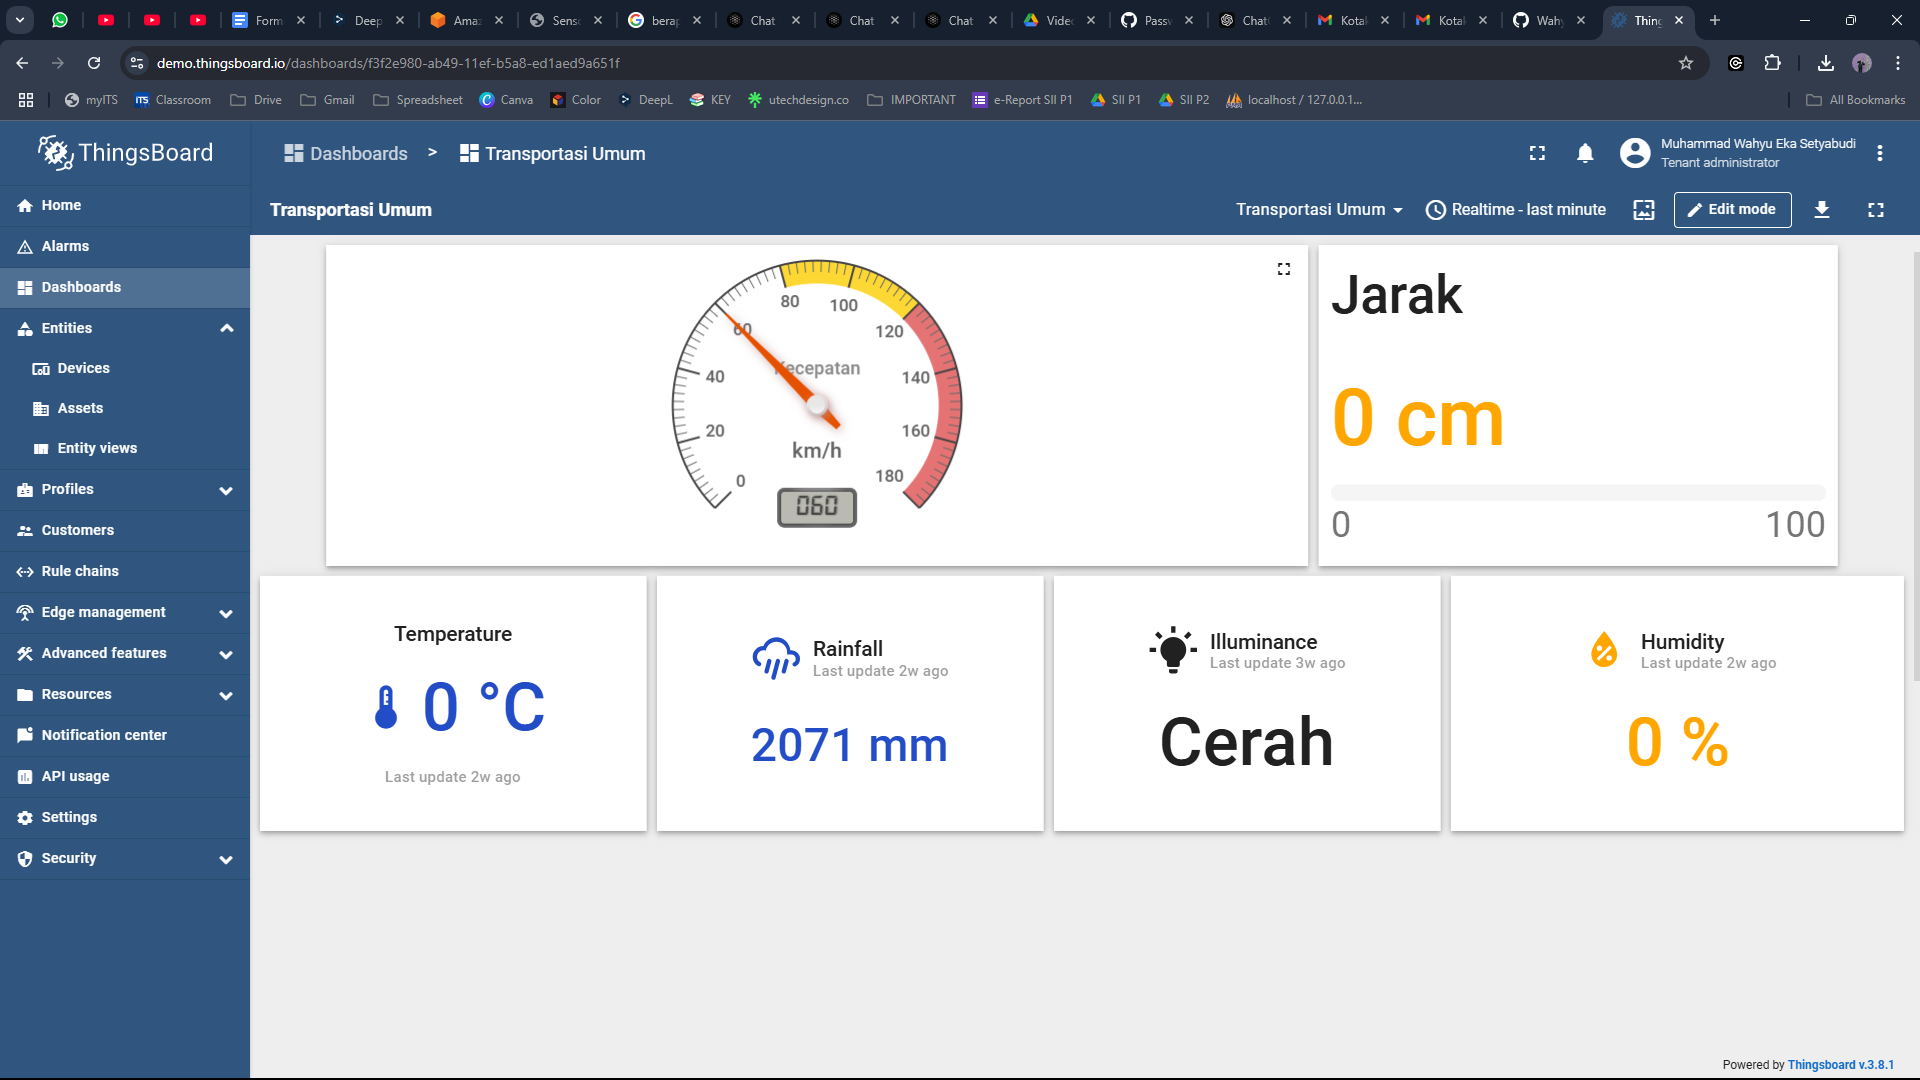 Form
Deep
Amaz
Sens
berap
Chat
Chat
Chat
Video
Passw
Chat
Kotak
Kotak
Wahy
Thing
demo.thingsboard.io/dashboards/f3f2e980-ab49-11ef-b5a8-ed1aed9a651f
myITS
ITS Classroom
Drive
Gmail
Spreadsheet
Canva
Color
DeepL
KEY
utechdesign.co
IMPORTANT
e-Report SII P1
SII P1
SII P2
localhost / 127.0.0.1...
All Bookmarks
ThingsBoard
Dashboards > Transportasi Umum
Muhammad Wahyu Eka Setyabudi
Tenant administrator
Transportasi Umum
Transportasi Umum
Realtime - last minute
Edit mode
Home
Alarms
Dashboards
Entities
Devices
Assets
Entity views
Profiles
Customers
Rule chains
Edge management
Advanced features
Resources
Notification center
API usage
Settings
Security
0
20
40
60
80
100
120
140
160
180
Kecepatan
km/h
060
Jarak
0 cm
0
100
Temperature
0 °C
Last update 2w ago
Rainfall
Last update 2w ago
2071 mm
Illuminance
Last update 3w ago
Cerah
Humidity
Last update 2w ago
0 %
Powered by Thingsboard v.3.8.1